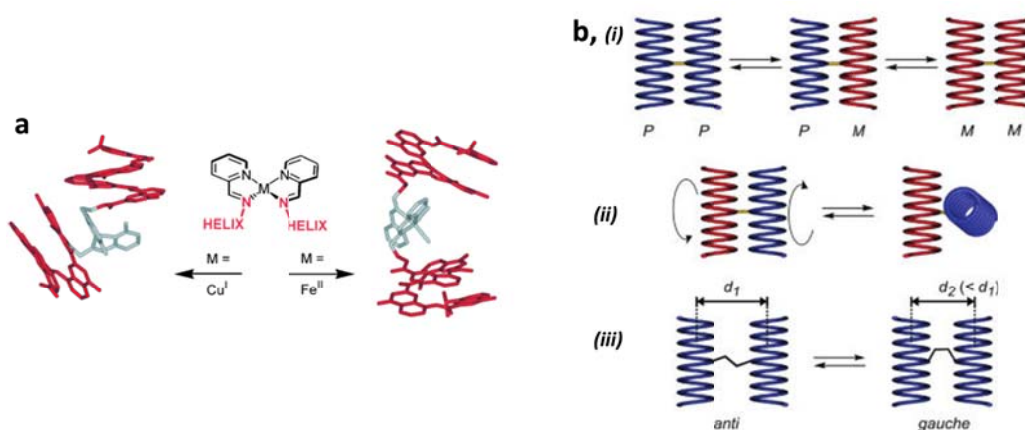 a
N
N
M
N
N
HELIX
HELIX
M =
M =
Cuᴵ
Feᴵᴵ
b, (i)
P P
P M
M M
(ii)
d₁
d₂ (< d₁)
(iii)
anti
gauche